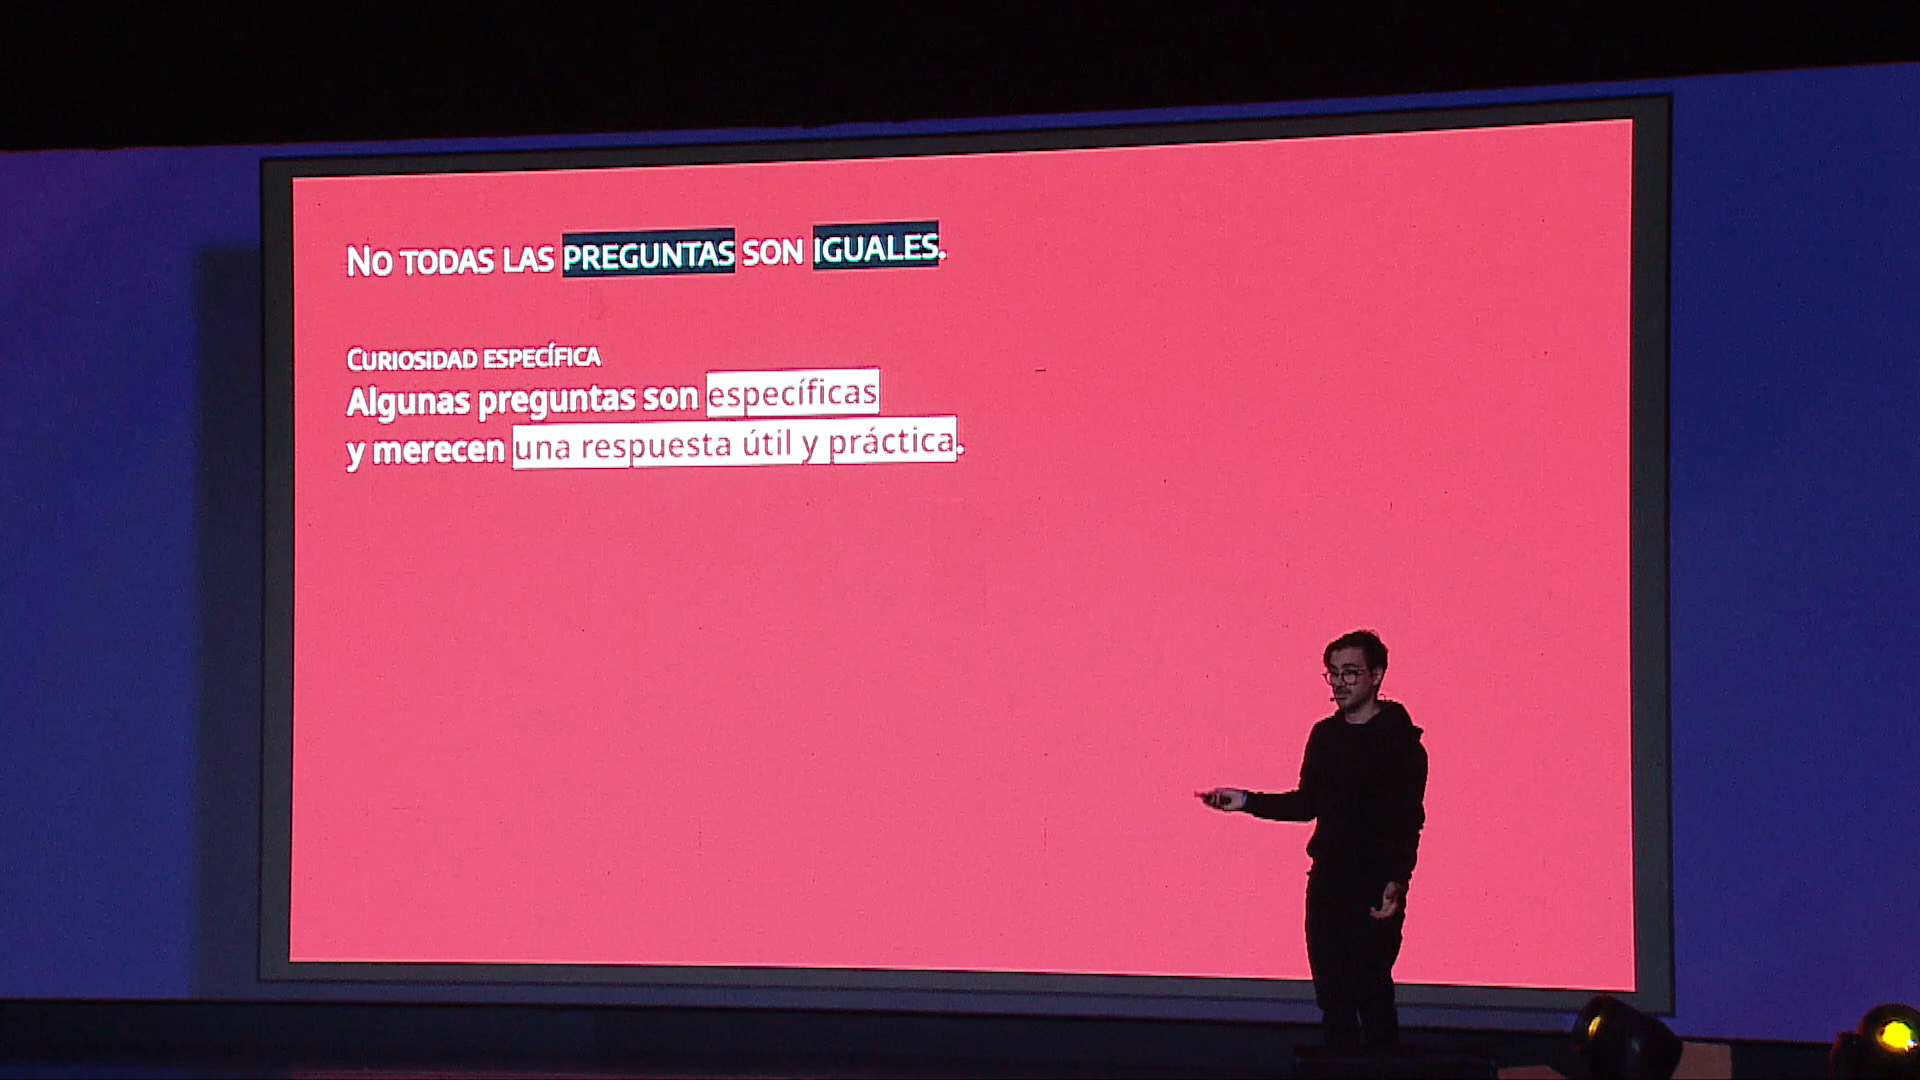 No todas las preguntas son iguales.
Curiosidad específica
Algunas preguntas son específicas
y merecen una respuesta útil y práctica.